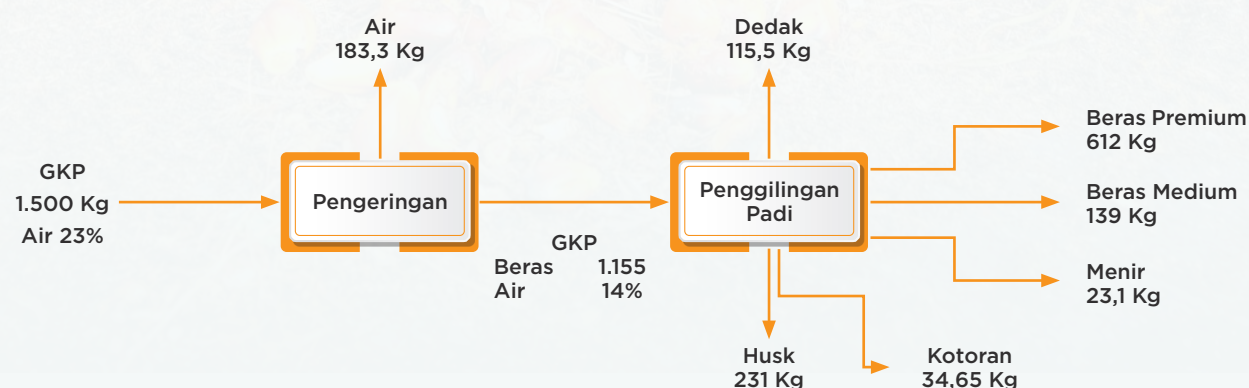 Air
183,3 Kg
Dedak
115,5 Kg
GKP
1.500 Kg
Air 23%
Pengeringan
GKP
Beras 1.155
Air 14%
Penggilingan
Padi
Beras Premium
612 Kg
Beras Medium
139 Kg
Menir
23,1 Kg
Husk
231 Kg
Kotoran
34,65 Kg